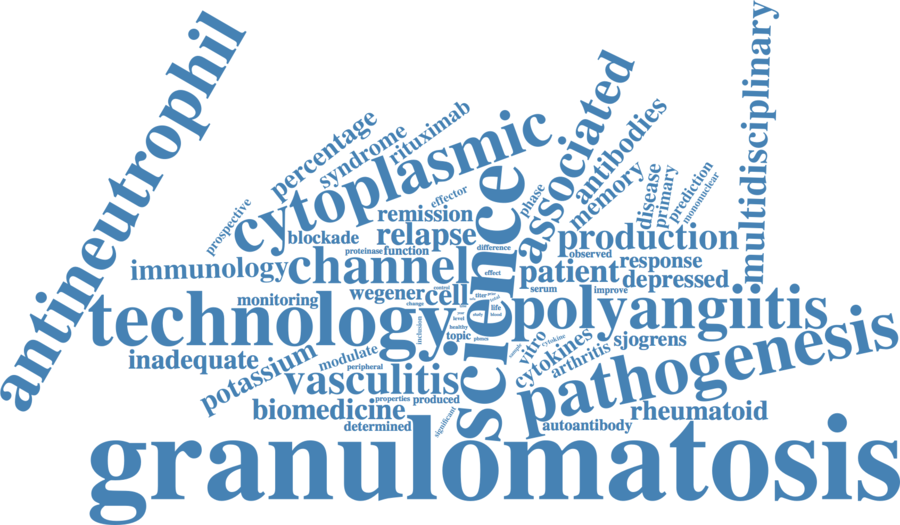 antineutrophil
multidisciplinary
associated
percentage
syndrome
rituximab
cytoplasmic
antibodies
memory
science
disease
primary
prediction
mononuclear
phase
effector
prospective
remission
blockade
relapse
production
difference
proteinase
function
observed
immunology
channel
effect
patient
response
depressed
wegener
cell
control
serum
improve
monitoring
change
titer
life
technology
polyangiitis
study
blood
level
healthy
topic
inclusion
vitro
cytokine
cytokines
sjogrens
arthritis
inadequate
modulate
peripheral
potassium
vasculitis
pathogenesis
properties
produced
biomedicine
significant
rheumatoid
determined
autoantibody
granulomatosis